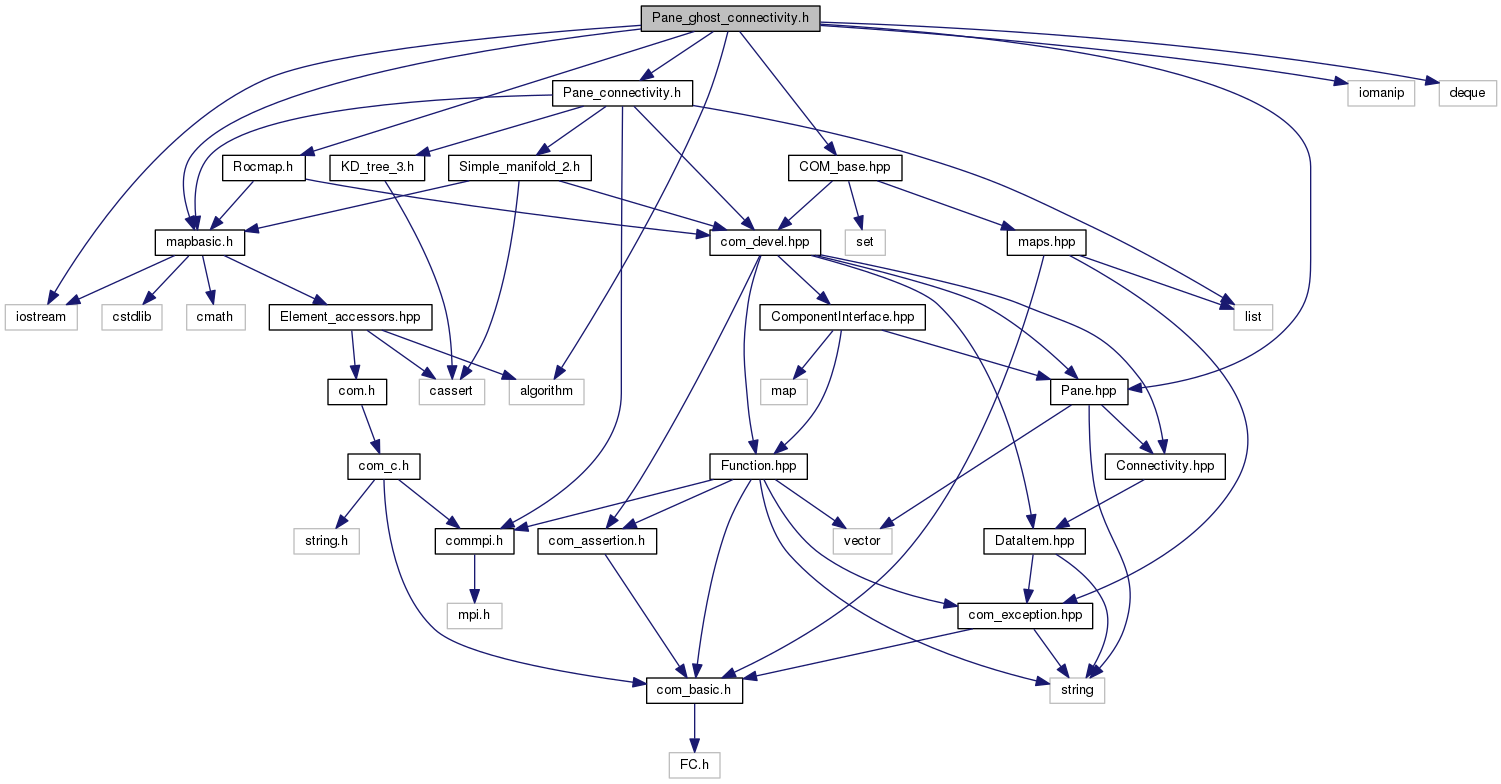 Pane_ghost_connectivity.h
Pane_connectivity.h
iomanip
deque
Rocmap.h
KD_tree_3.h
Simple_manifold_2.h
COM_base.hpp
mapbasic.h
com_devel.hpp
set
maps.hpp
iostream
cstdlib
cmath
Element_accessors.hpp
ComponentInterface.hpp
list
com.h
cassert
algorithm
map
Pane.hpp
com_c.h
Function.hpp
Connectivity.hpp
string.h
commpi.h
com_assertion.h
vector
DataItem.hpp
mpi.h
com_exception.hpp
com_basic.h
string
FC.h